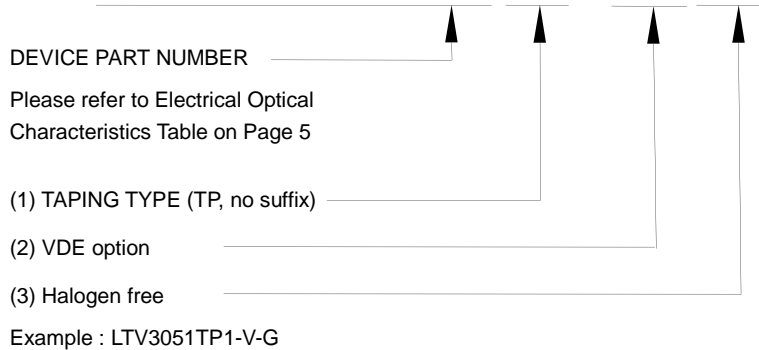 DEVICE PART NUMBER
Please refer to Electrical Optical
Characteristics Table on Page 5
(1) TAPING TYPE (TP, no suffix)
(2) VDE option
(3) Halogen free
Example : LTV3051TP1-V-G